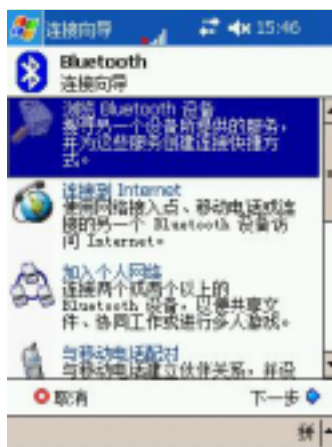 连接向导 15:46
Bluetooth
连接向导
浏览 Bluetooth 设备
查寻另一个设备所提供的服务，
并为这些服务创建连接快捷方
式。
连接到 Internet
使用网络接入点、移动电话或连
接的另一个 Bluetooth 设备访
问 Internet。
加入个人网络
连接两个或两个以上的
Bluetooth 设备，以便共享文
件、协同工作或进行多人游戏。
与移动电话配对
与移动电话建立伙伴关系，并设
取消 下一步
拼